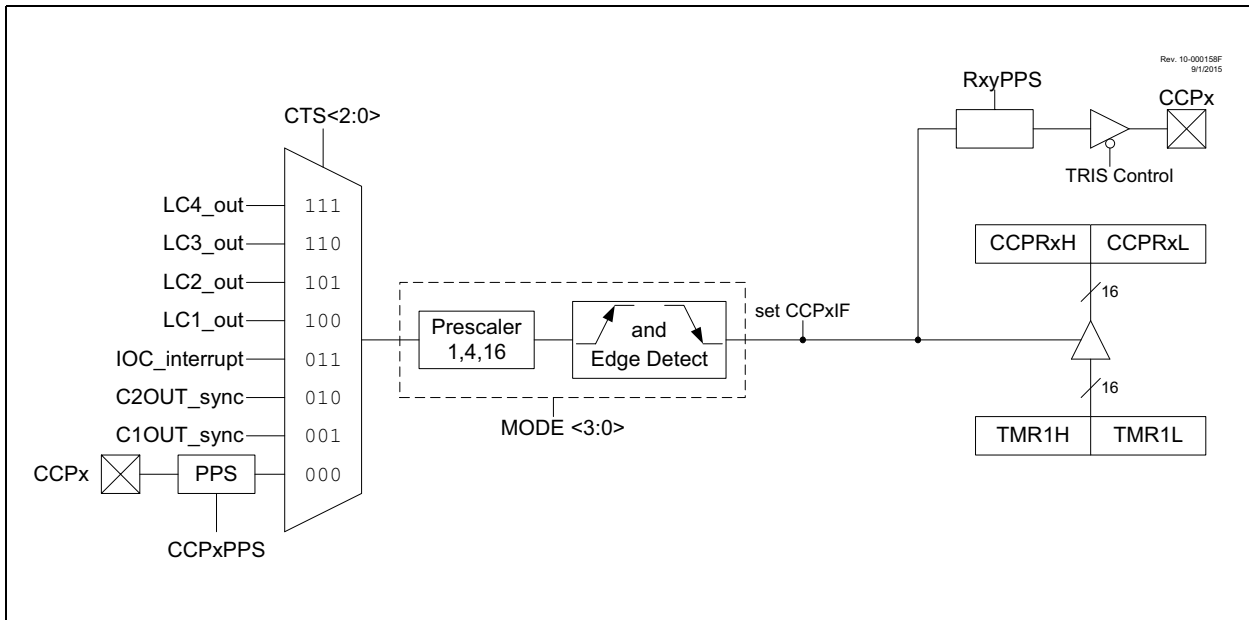 Rev. 10-000158F
9/1/2015
RxyPPS
CCPx
CTS<2:0>
TRIS Control
LC4_out 111
LC3_out 110
CCPRxH CCPRxL
LC2_out 101
16
LC1_out 100
set CCPxIF
Prescaler
1,4,16
and
Edge Detect
IOC_interrupt 011
16
C2OUT_sync 010
MODE <3:0>
C1OUT_sync 001
TMR1H TMR1L
CCPx PPS 000
CCPxPPS